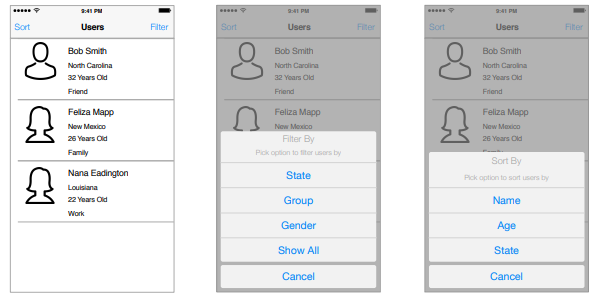 9:41 PM
Sort Users Filter
Bob Smith
North Carolina
32 Years Old
Friend
Feliza Mapp
New Mexico
26 Years Old
Family
Nana Eadington
Louisiana
22 Years Old
Work
9:41 PM
Sort Users Filter
Bob Smith
North Carolina
32 Years Old
Friend
Feliza Mapp
Filter By
Pick option to filter users by
State
Group
Gender
Show All
Cancel
9:41 PM
Sort Users Filter
Bob Smith
North Carolina
32 Years Old
Friend
Feliza Mapp
New Mexico
26 Years Old
Sort By
Pick option to sort users by
Name
Age
State
Cancel